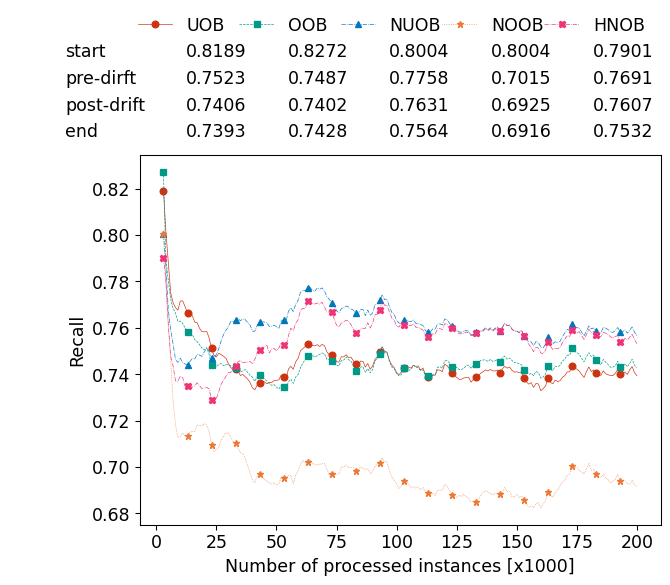 UOB OOB NUOB NOOB HNOB
start 0.8189 0.8272 0.8004 0.8004 0.7901
pre-dirft 0.7523 0.7487 0.7758 0.7015 0.7691
post-drift 0.7406 0.7402 0.7631 0.6925 0.7607
end 0.7393 0.7428 0.7564 0.6916 0.7532
0.82
0.80
0.78
0.76
0.74
0.72
0.70
0.68
Recall
0 25 50 75 100 125 150 175 200
Number of processed instances [x1000]